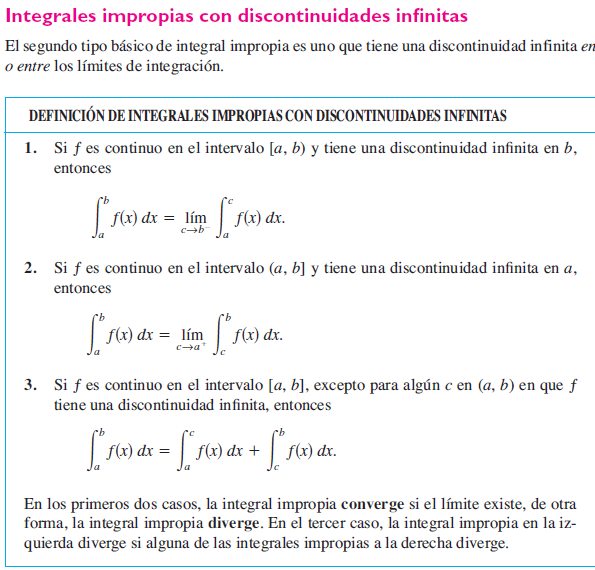 Integrales impropias con discontinuidades infinitas
El segundo tipo básico de integral impropia es uno que tiene una discontinuidad infinita en
o entre los límites de integración.
DEFINICIÓN DE INTEGRALES IMPROPIAS CON DISCONTINUIDADES INFINITAS
1. Si f es continuo en el intervalo [a, b) y tiene una discontinuidad infinita en b,
entonces
∫_a^b f(x) dx = lím_{c→b⁻} ∫_a^c f(x) dx.
2. Si f es continuo en el intervalo (a, b] y tiene una discontinuidad infinita en a,
entonces
∫_a^b f(x) dx = lím_{c→a⁺} ∫_c^b f(x) dx.
3. Si f es continuo en el intervalo [a, b], excepto para algún c en (a, b) en que f
tiene una discontinuidad infinita, entonces
∫_a^b f(x) dx = ∫_a^c f(x) dx + ∫_c^b f(x) dx.
En los primeros dos casos, la integral impropia converge si el límite existe, de otra
forma, la integral impropia diverge. En el tercer caso, la integral impropia en la iz-
quierda diverge si alguna de las integrales impropias a la derecha diverge.